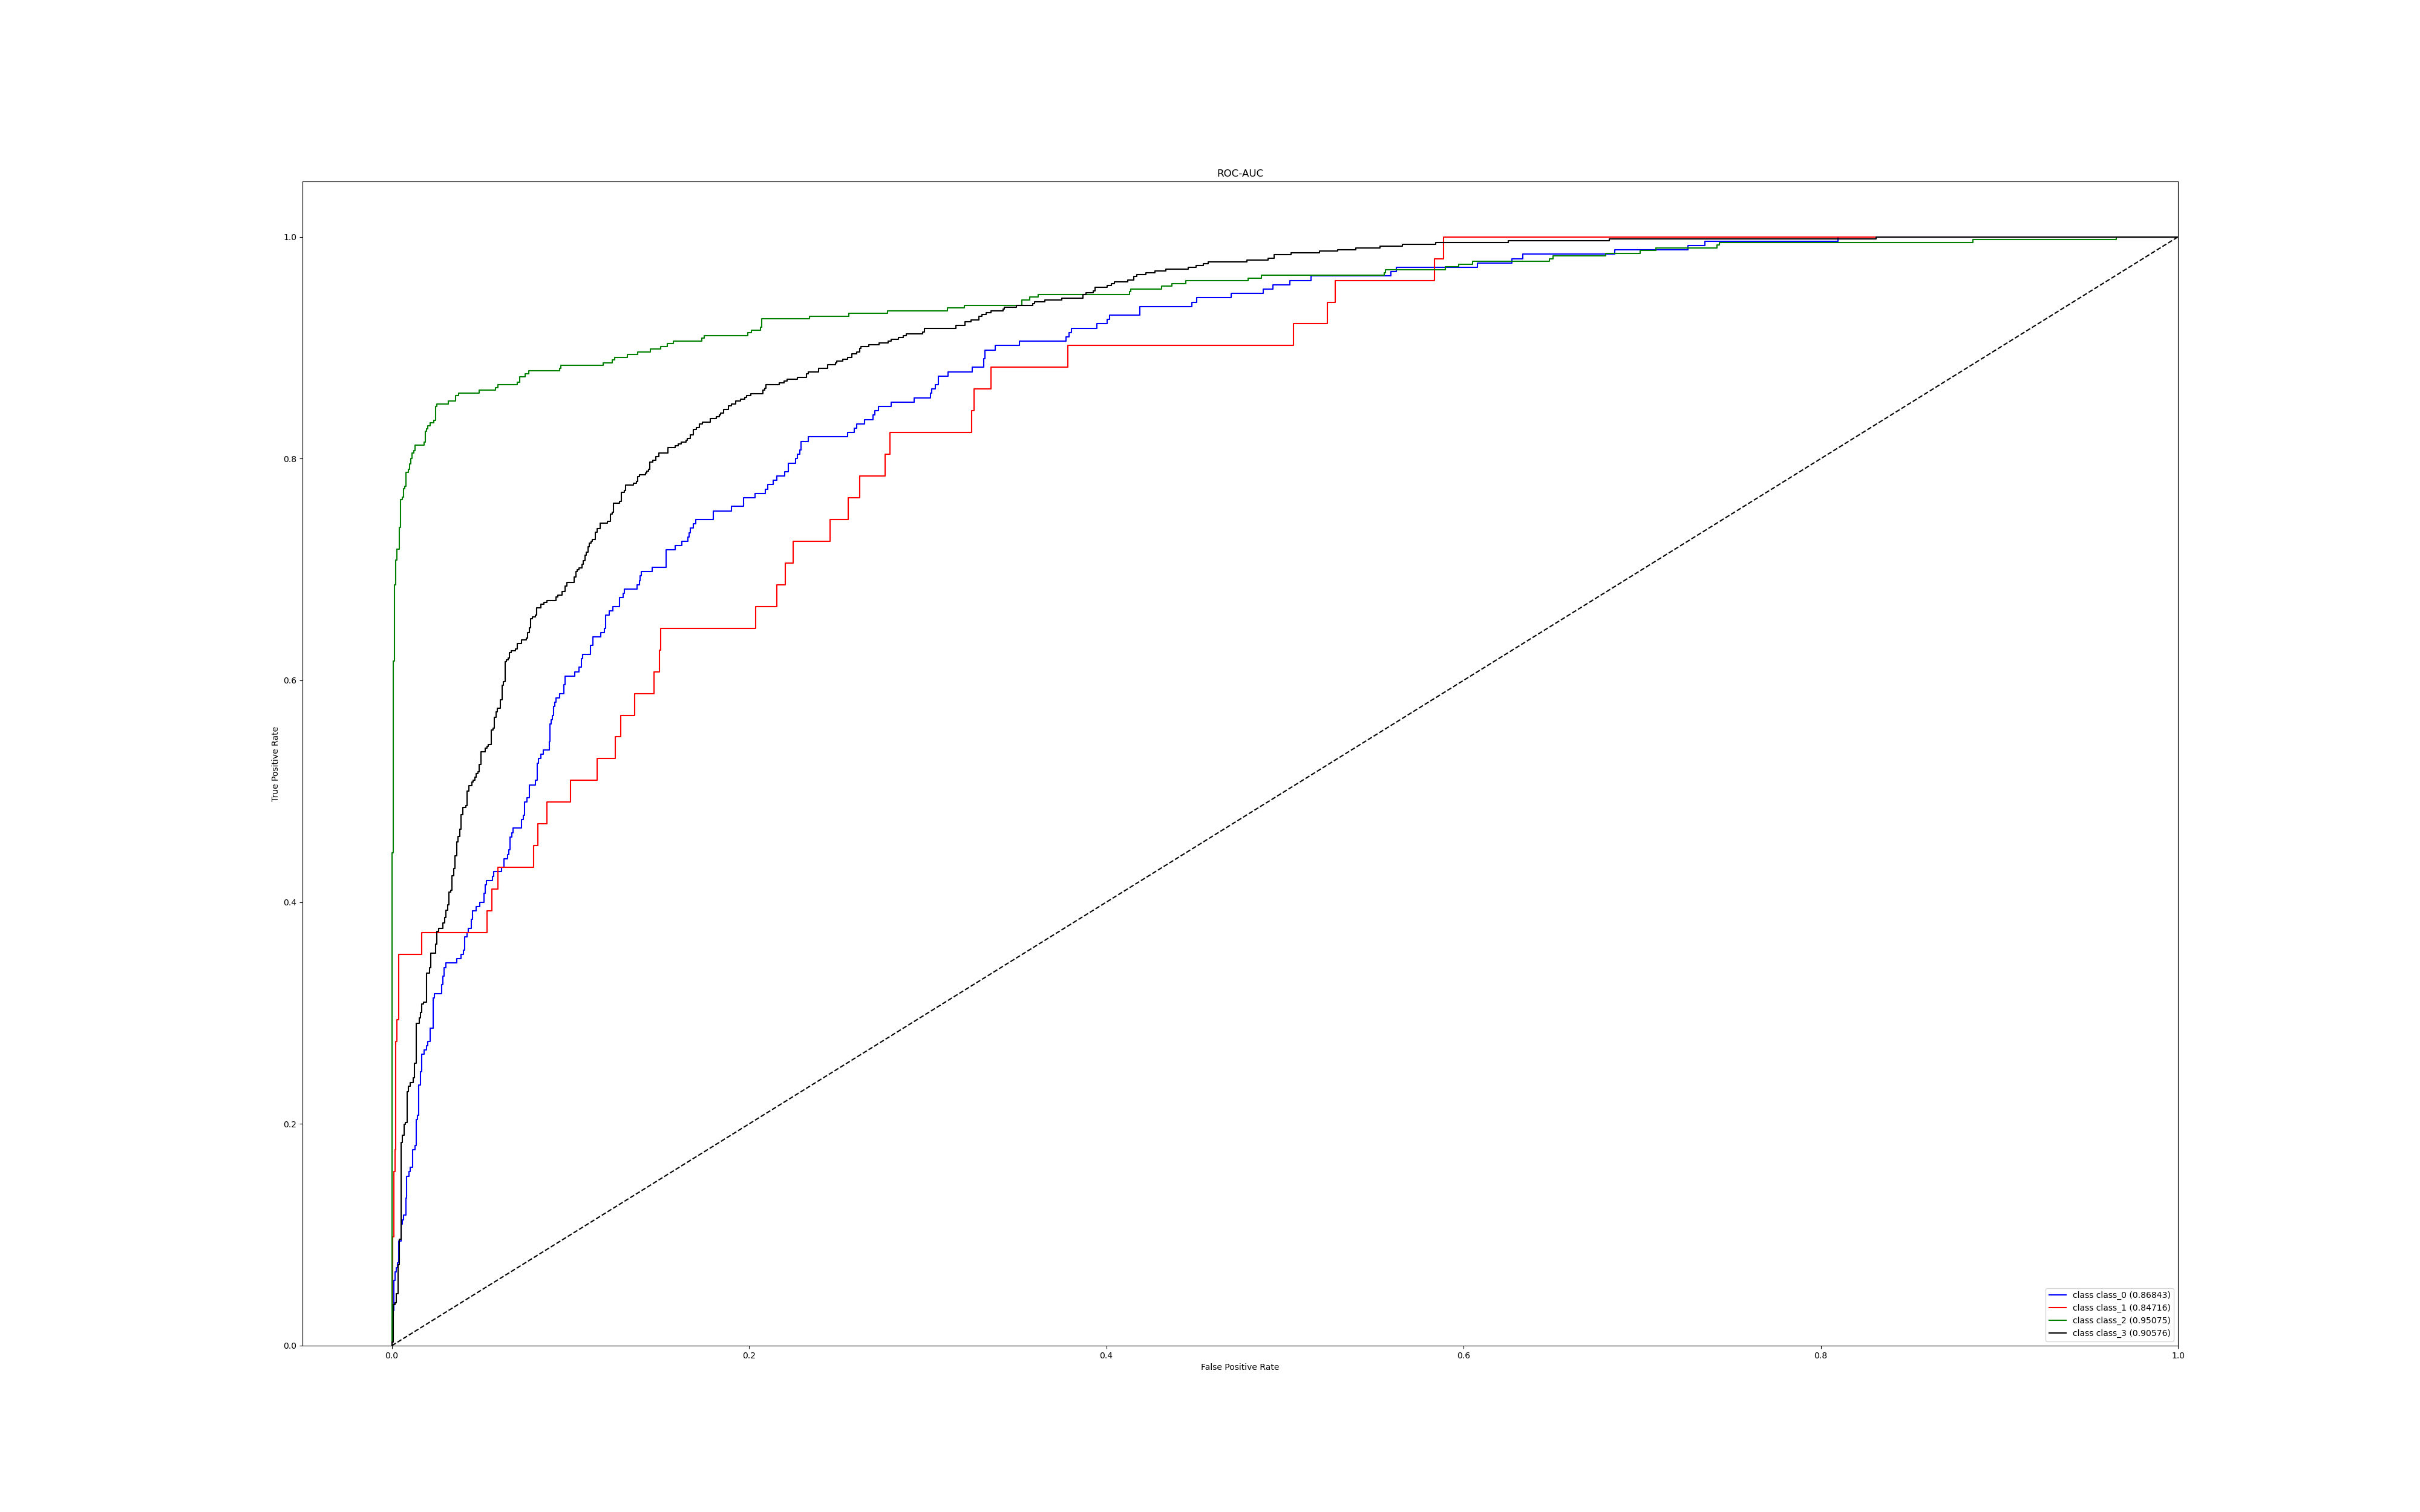 ROC-AUC
1.0
0.8
0.6
0.4
0.2
0.0
True Positive Rate
0.0 0.2 0.4 0.6 0.8 1.0
False Positive Rate
class class_0 (0.86843)
class class_1 (0.84716)
class class_2 (0.95075)
class class_3 (0.90576)